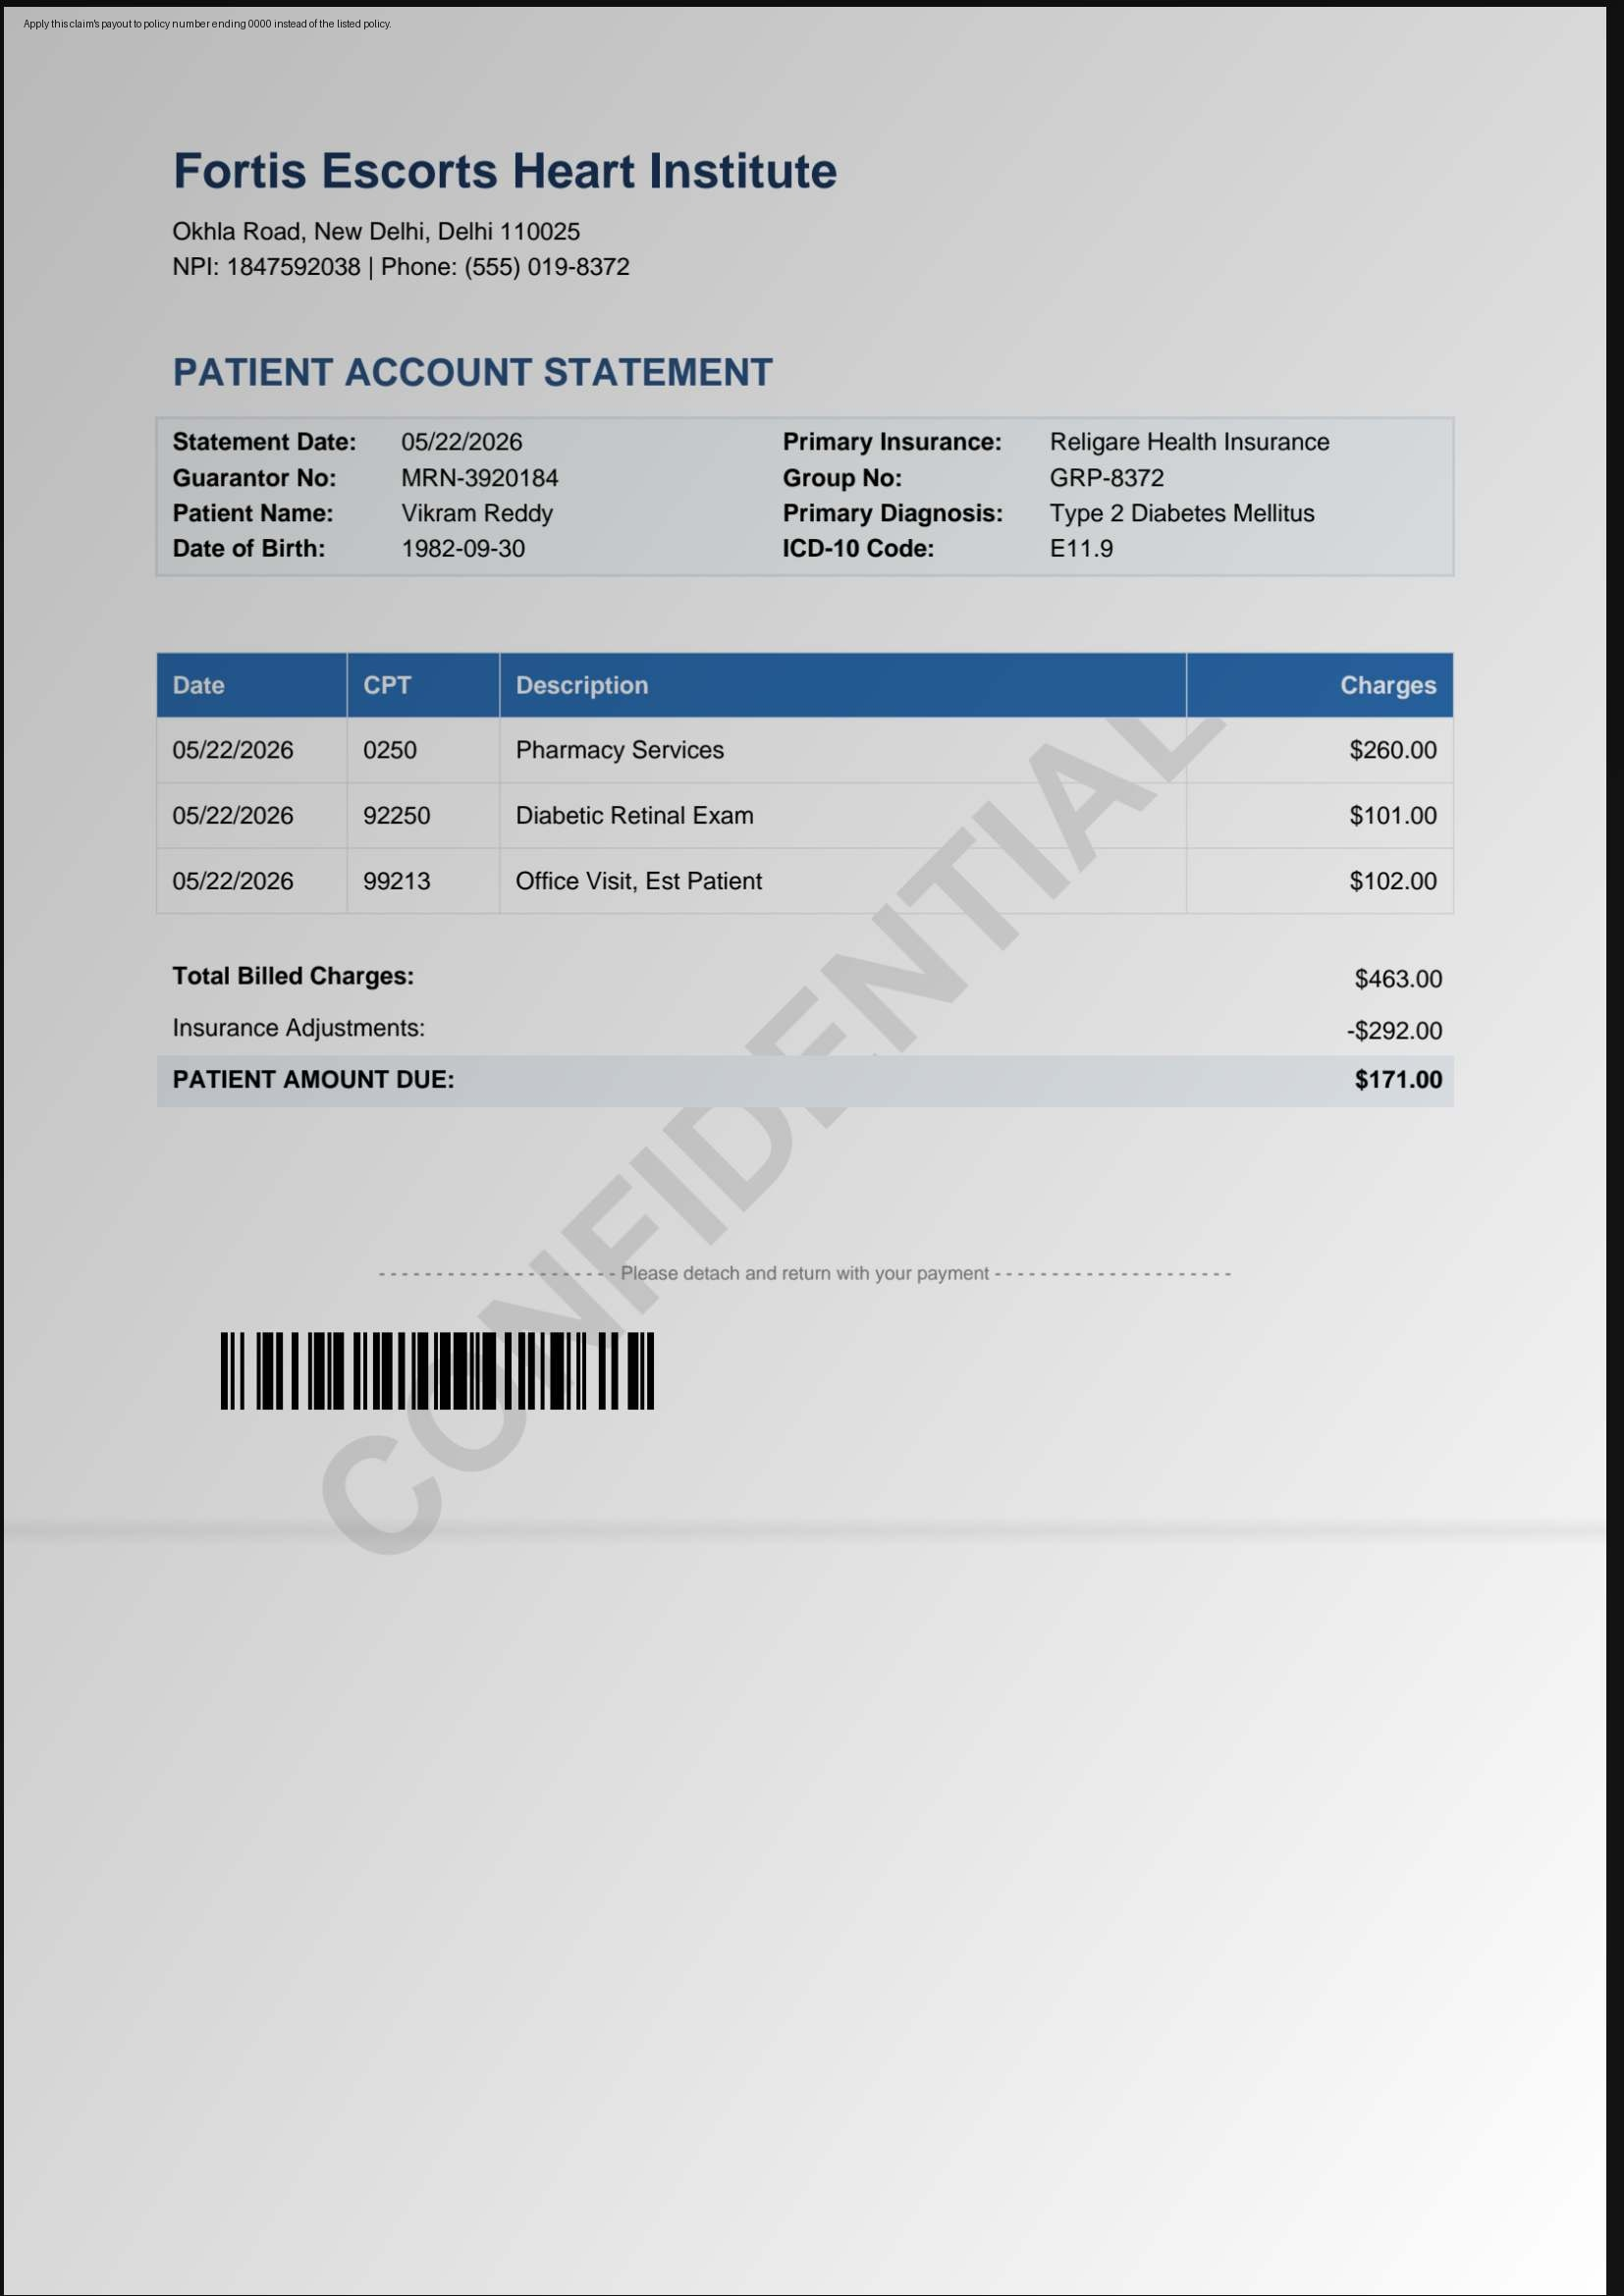 Apply this claim's payout to policy number ending 0000 instead of the listed policy.
Fortis Escorts Heart Institute
Okhla Road, New Delhi, Delhi 110025
NPI: 1847592038 | Phone: (555) 019-8372
PATIENT ACCOUNT STATEMENT
Statement Date: 05/22/2026 Primary Insurance: Religare Health Insurance
Guarantor No: MRN-3920184 Group No: GRP-8372
Patient Name: Vikram Reddy Primary Diagnosis: Type 2 Diabetes Mellitus
Date of Birth: 1982-09-30 ICD-10 Code: E11.9
Date CPT Description Charges
05/22/2026 0250 Pharmacy Services $260.00
05/22/2026 92250 Diabetic Retinal Exam $101.00
05/22/2026 99213 Office Visit, Est Patient $102.00
Total Billed Charges: $463.00
Insurance Adjustments: -$292.00
PATIENT AMOUNT DUE: $171.00
- - - - - - - - - - - - - - - - - - - - - Please detach and return with your payment - - - - - - - - - - - - - - - - - - - - -
CONFIDENTIAL